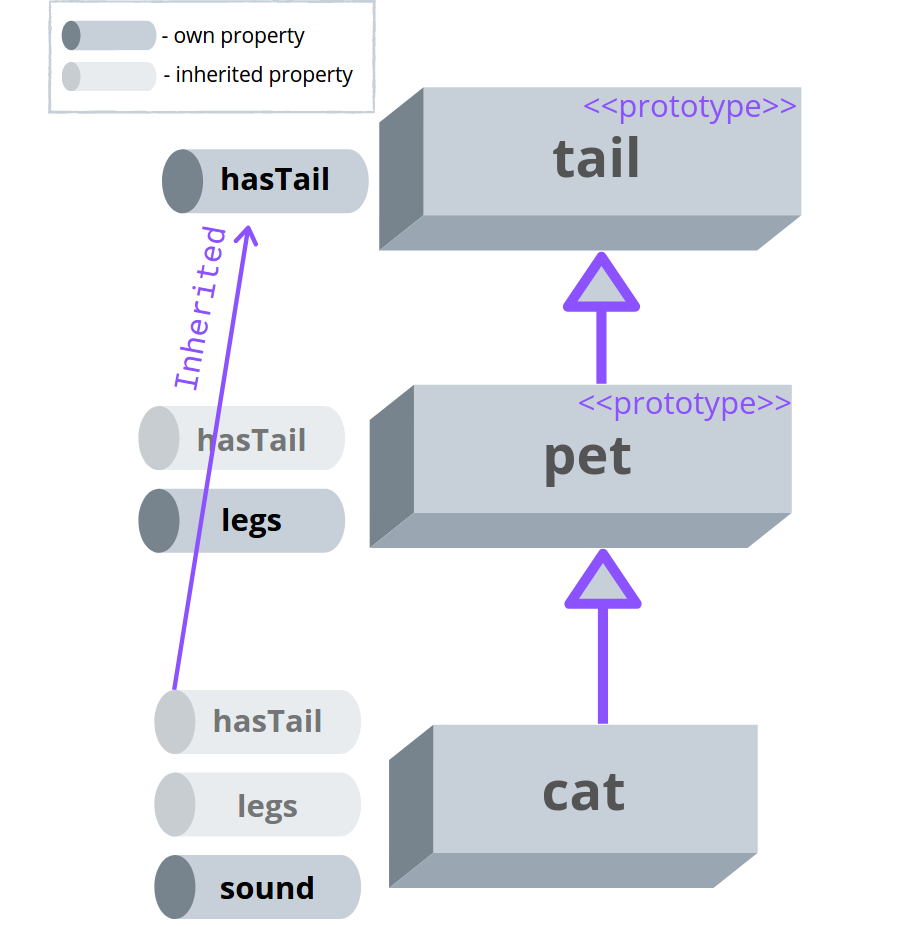 - own property
- inherited property
<<prototype>>
tail
hasTail
Inherited
<<prototype>>
pet
hasTail
legs
hasTail
legs
sound
cat